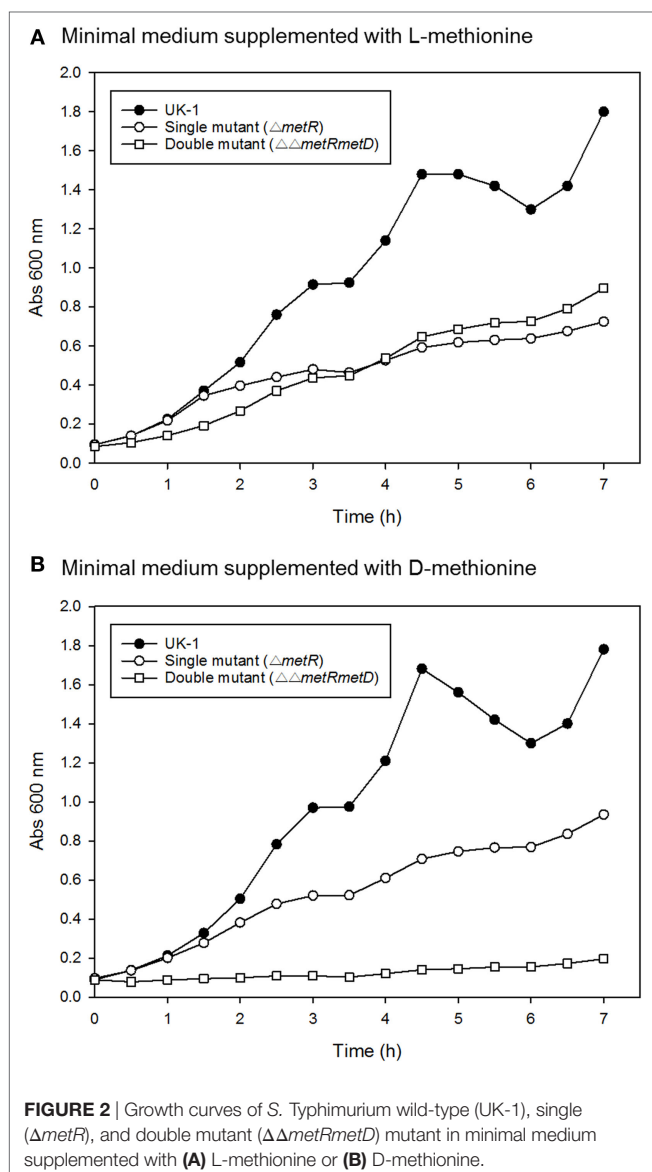 A Minimal medium supplemented with L-methionine
2.0
1.8
1.6
1.4
1.2
1.0
0.8
0.6
0.4
0.2
0.0
Abs 600 nm
UK-1
Single mutant (△metR)
Double mutant (△△metRmetD)
0 1 2 3 4 5 6 7
Time (h)
B Minimal medium supplemented with D-methionine
2.0
1.8
1.6
1.4
1.2
1.0
0.8
0.6
0.4
0.2
0.0
Abs 600 nm
UK-1
Single mutant (△metR)
Double mutant (△△metRmetD)
0 1 2 3 4 5 6 7
Time (h)
FIGURE 2 | Growth curves of S. Typhimurium wild-type (UK-1), single
(ΔmetR), and double mutant (ΔΔmetRmetD) mutant in minimal medium
supplemented with (A) L-methionine or (B) D-methionine.